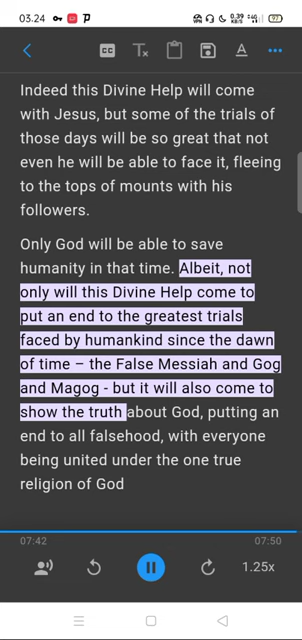 03.24
0.39 KB/S
4G
CC
A
Indeed this Divine Help will come
with Jesus, but some of the trials of
those days will be so great that not
even he will be able to face it, fleeing
to the tops of mounts with his
followers.
Only God will be able to save
humanity in that time. Albeit, not
only will this Divine Help come to
put an end to the greatest trials
faced by humankind since the dawn
of time – the False Messiah and Gog
and Magog - but it will also come to
show the truth about God, putting an
end to all falsehood, with everyone
being united under the one true
religion of God
07:42
07:50
1.25x